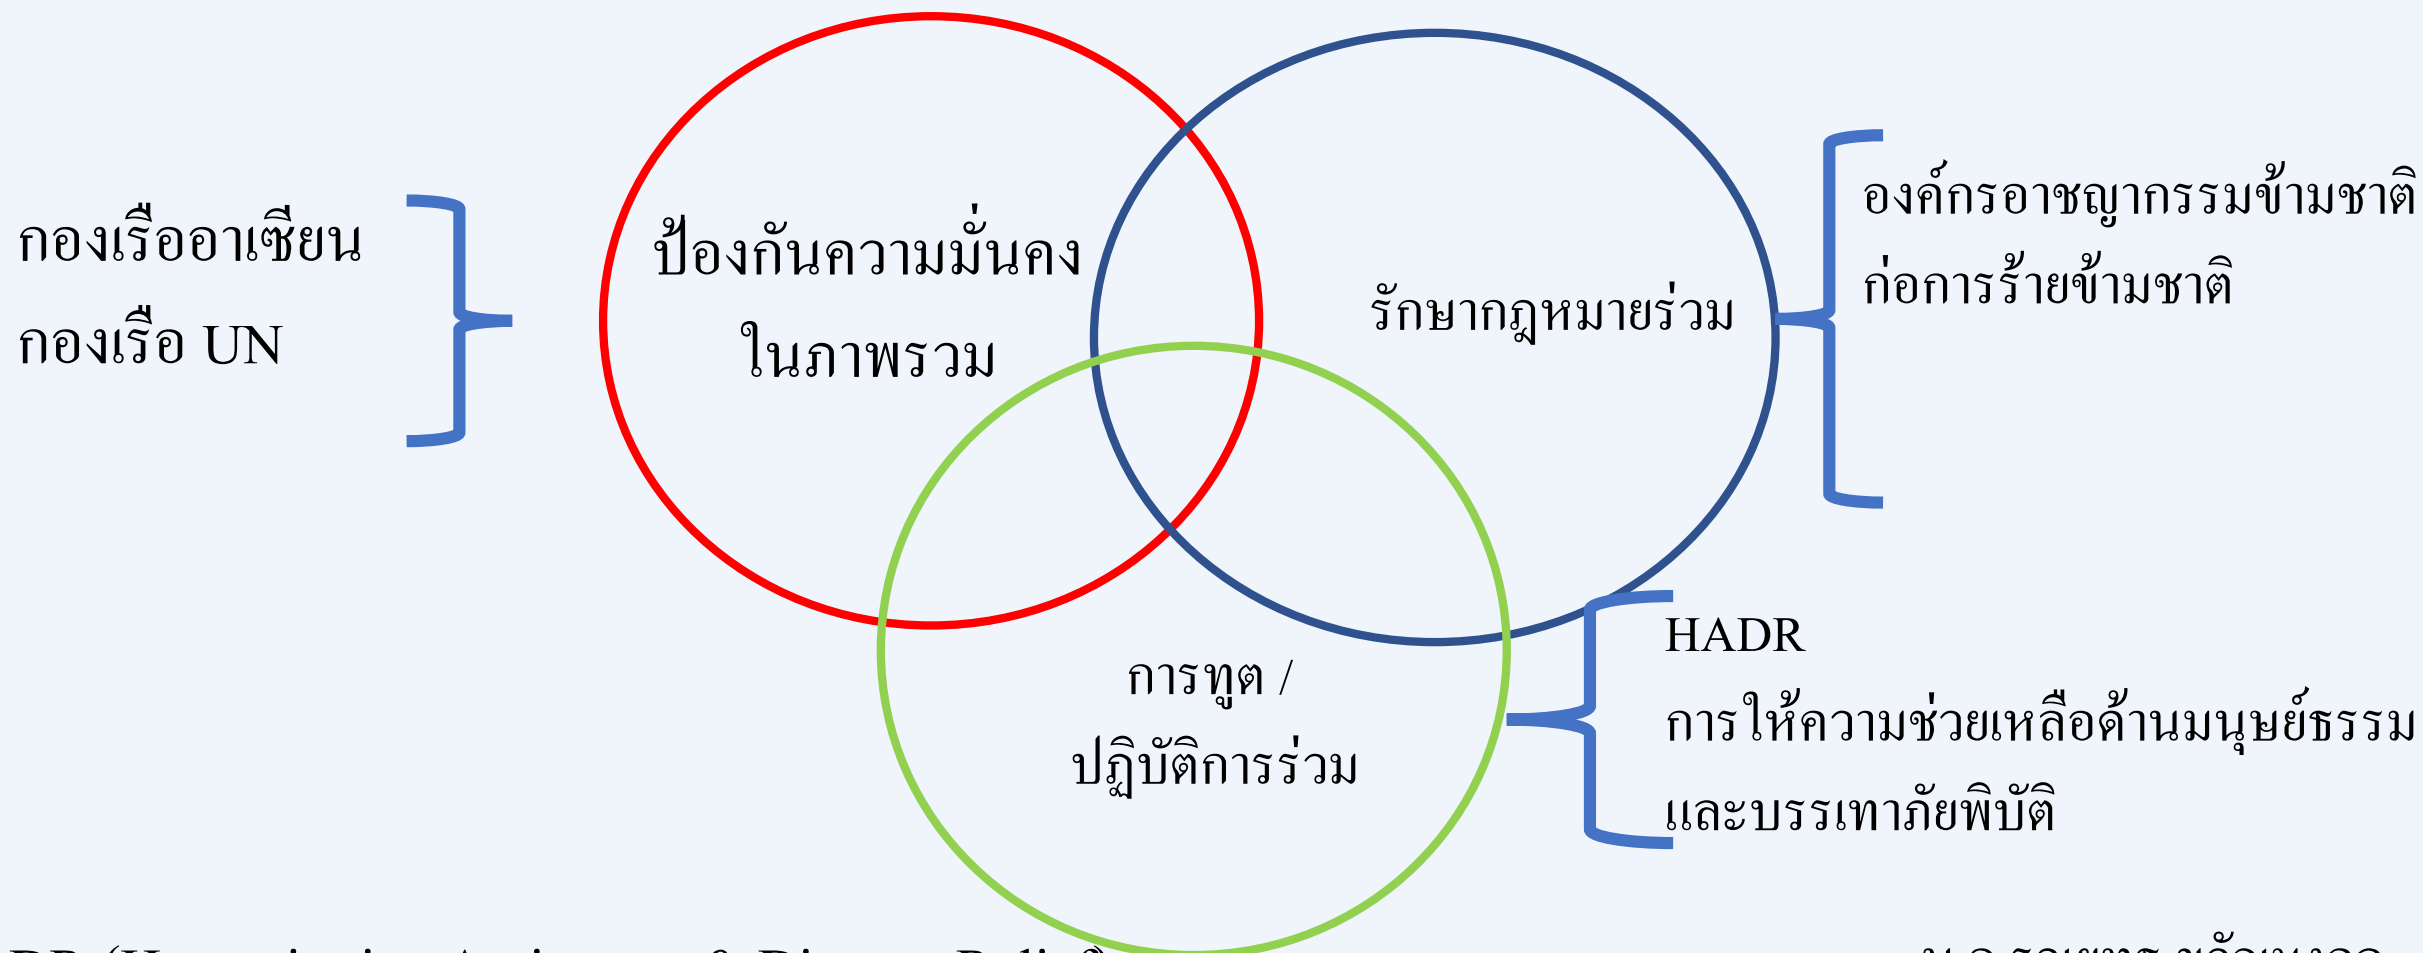 กองเรืออาเซียน
กองเรือ UN
ป้องกันความมั่นคง
ในภาพรวม
รักษากฎหมายร่วม
องค์กรอาชญากรรมข้ามชาติ
ก่อการร้ายข้ามชาติ
การทูต /
ปฏิบัติการร่วม
HADR
การให้ความช่วยเหลือด้านมนุษย์ธรรม
และบรรเทาภัยพิบัติ